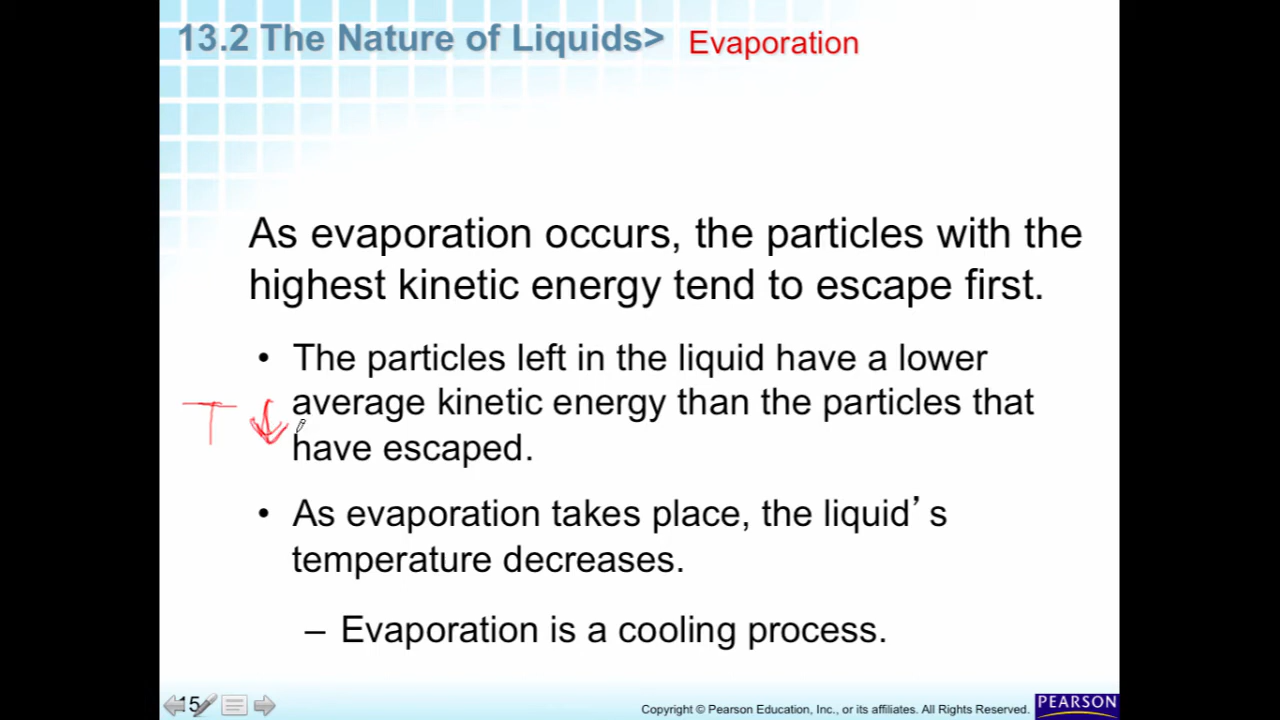 13.2 The Nature of Liquids> Evaporation
As evaporation occurs, the particles with the
highest kinetic energy tend to escape first.
• The particles left in the liquid have a lower
average kinetic energy than the particles that
T ↓
have escaped.
• As evaporation takes place, the liquid’s
temperature decreases.
– Evaporation is a cooling process.
15
Copyright © Pearson Education, Inc., or its affiliates. All Rights Reserved.
PEARSON